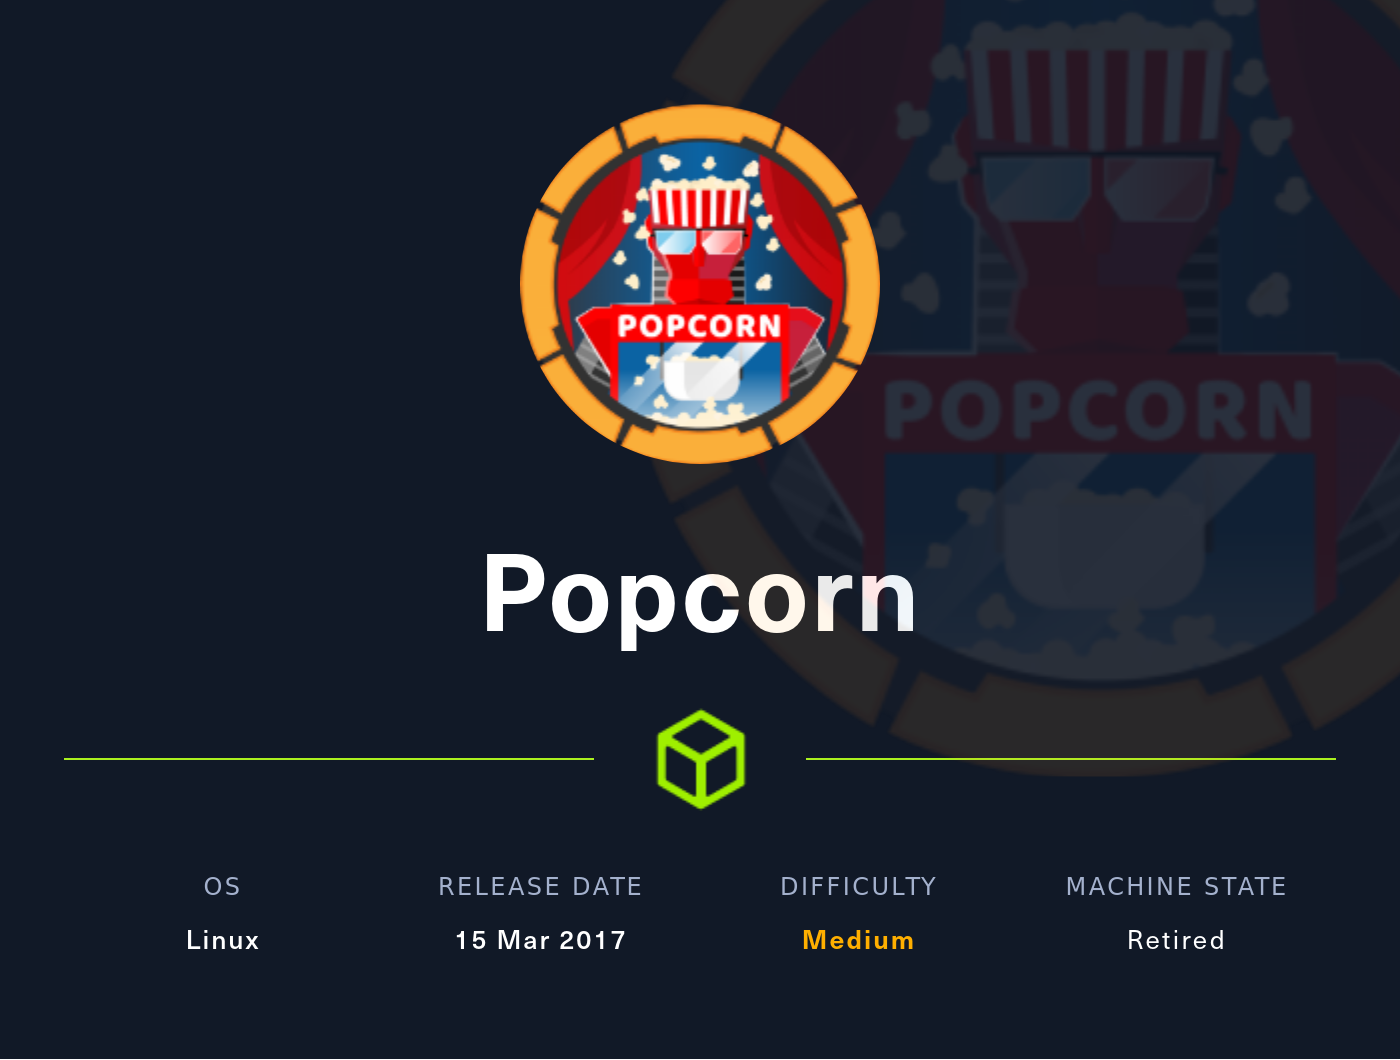 POPCORN
POPCORN
Popcorn
OS RELEASE DATE DIFFICULTY MACHINE STATE
Linux 15 Mar 2017 Medium Retired